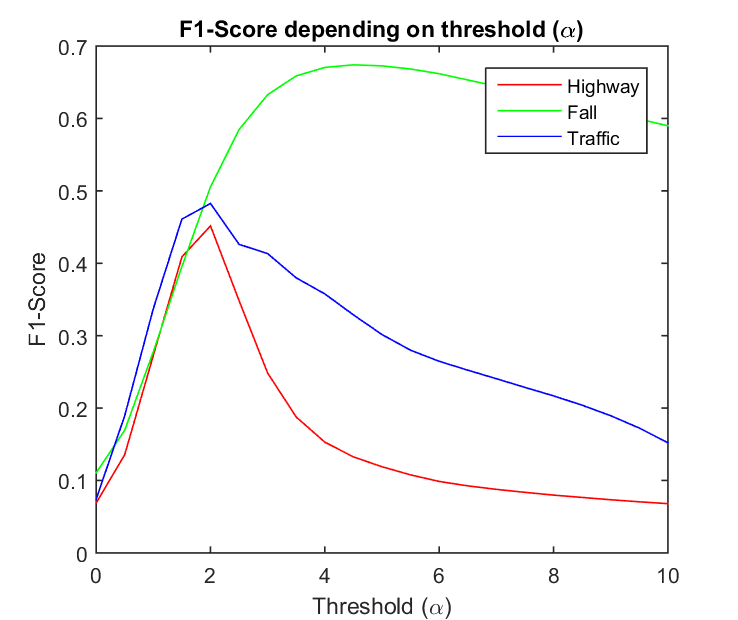 F1-Score depending on threshold (α)
0.7
0.6
0.5
0.4
0.3
0.2
0.1
0
F1-Score
Highway
Fall
Traffic
0 2 4 6 8 10
Threshold (α)